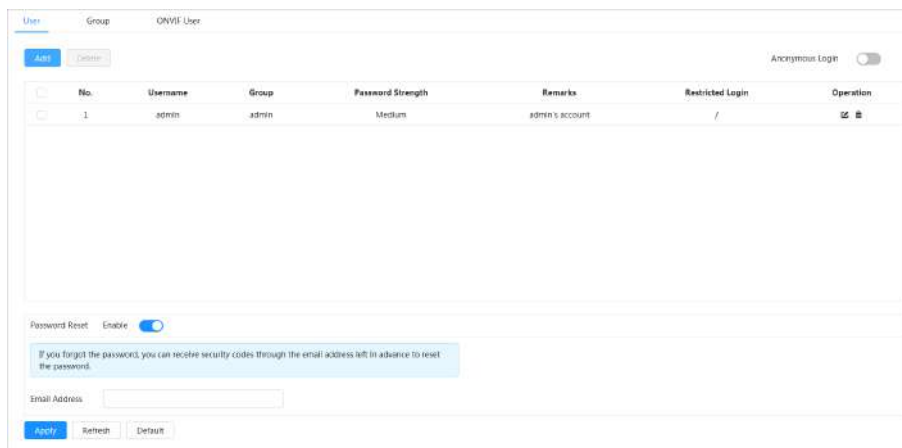 User Group ONVIF User
Add Delete Anonymous Login
No. Username Group Password Strength Remarks Restricted Login Operation
1 admin admin Medium admin's account /
Password Reset Enable
If you forgot the password, you can receive security codes through the email address left in advance to reset
the password.
Email Address
Apply Refresh Default